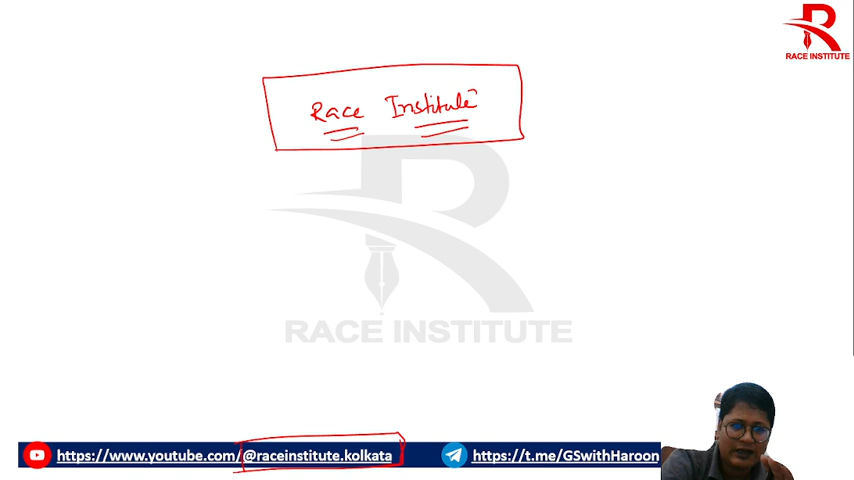 RACE INSTITUTE
Race Institute
RACE INSTITUTE
https://www.youtube.com/@raceinstitute.kolkata
https://t.me/GSwithHaroon